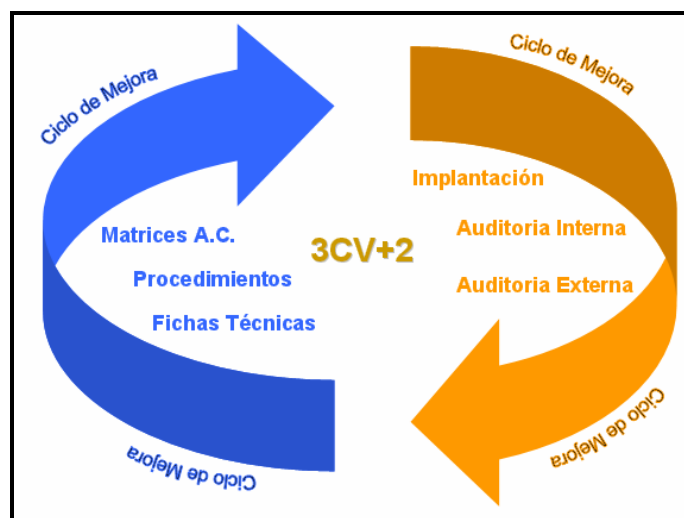 Ciclo de Mejora
Ciclo de Mejora
Implantación
Matrices A.C.
Auditoria Interna
3CV+2
Procedimientos
Auditoria Externa
Fichas Técnicas
Ciclo de Mejora
Ciclo de Mejora